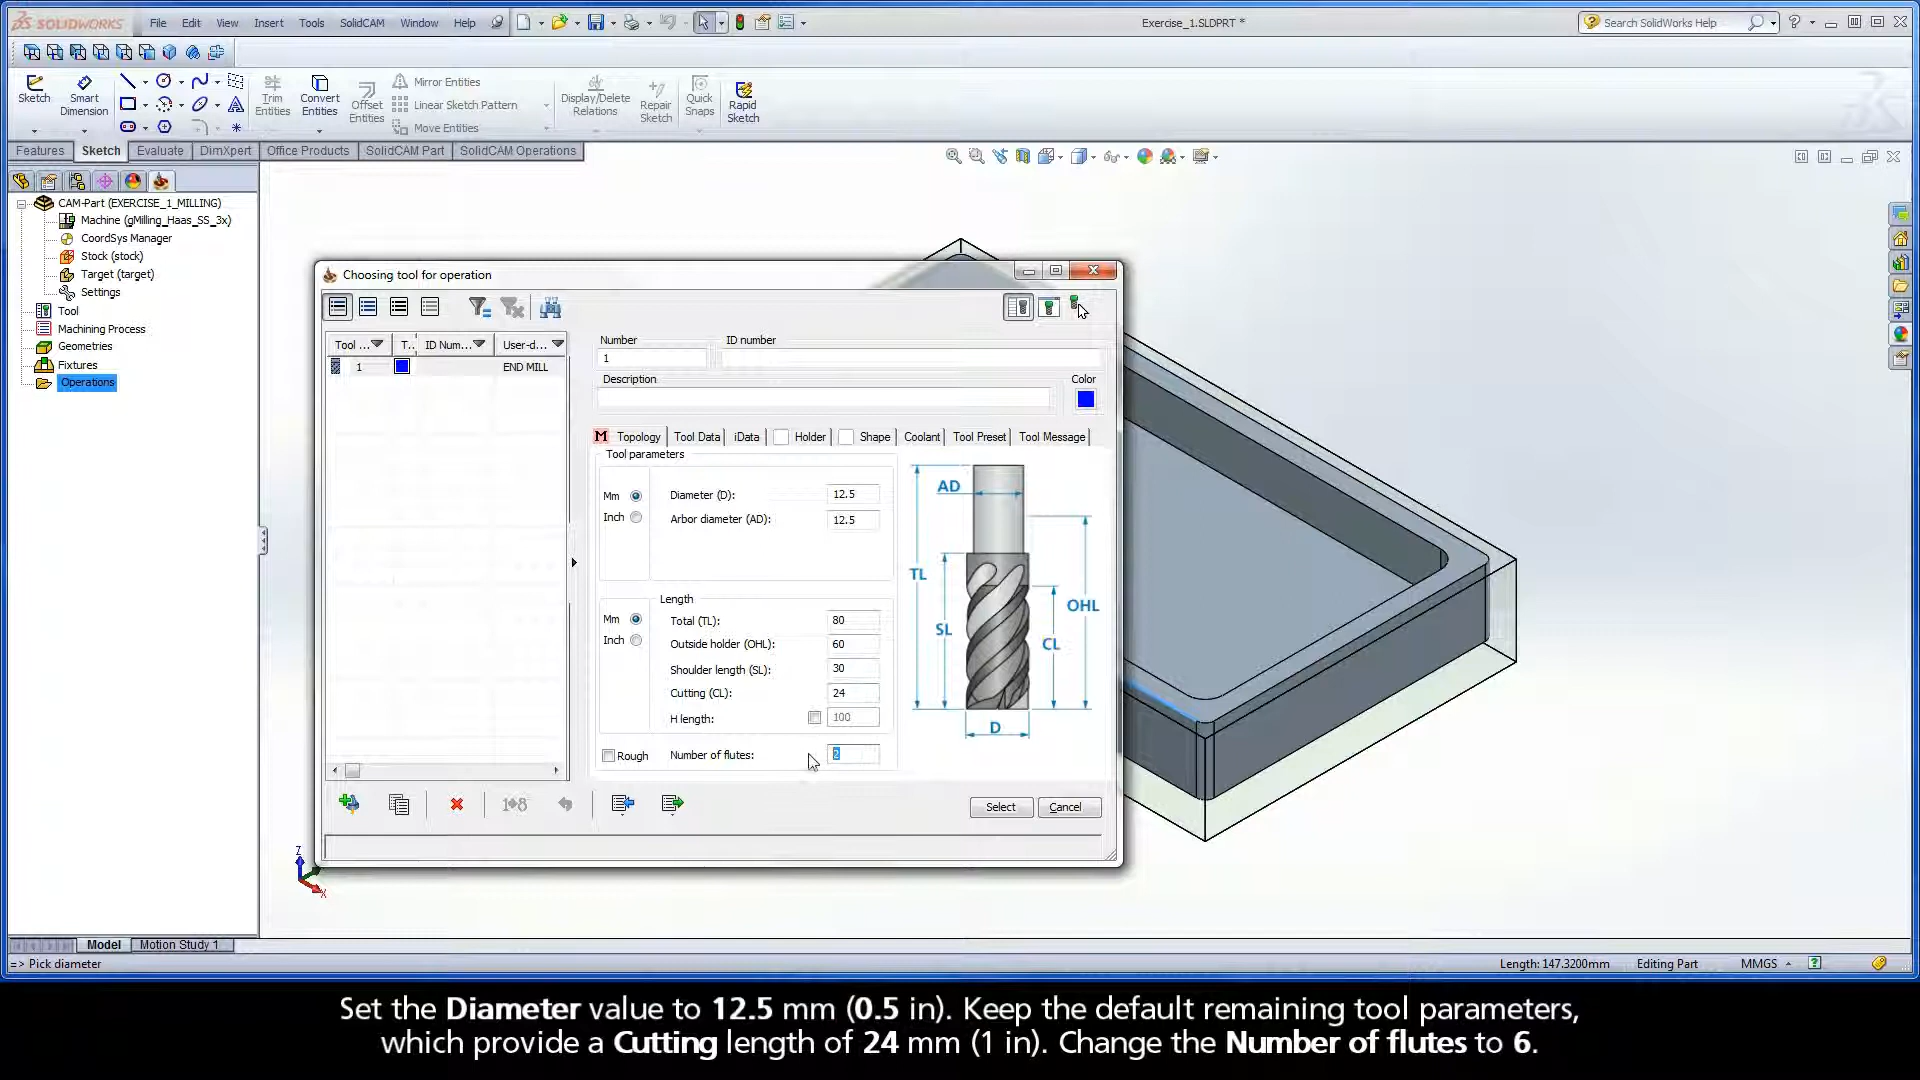 SOLIDWORKS File Edit View Insert Tools SolidCAM Window Help Exercise_1.SLDPRT * Search SolidWorks Help
Sketch Smart Dimension Trim Entities Convert Entities Offset Entities Mirror Entities Linear Sketch Pattern Move Entities Display/Delete Relations Repair Sketch Quick Snaps Rapid Sketch
Features Sketch Evaluate DimXpert Office Products SolidCAM Part SolidCAM Operations
CAM-Part (EXERCISE_1_MILLING)
Machine (gMilling_Haas_SS_3x)
CoordSys Manager
Stock (stock)
Target (target)
Settings
Tool
Machining Process
Geometries
Fixtures
Operations
Choosing tool for operation
Tool ... T.. ID Num... User-d...
1 END MILL
Number ID number
1
Description Color
M Topology Tool Data iData Holder Shape Coolant Tool Preset Tool Message
Tool parameters
Mm Diameter (D): 12.5
Inch Arbor diameter (AD): 12.5
Length
Mm Total (TL): 80
Inch Outside holder (OHL): 60
Shoulder length (SL): 30
Cutting (CL): 24
H length: 100
Rough Number of flutes: 2
AD
TL
OHL
SL
CL
D
Select Cancel
Z
X
Model Motion Study 1
=> Pick diameter Length: 147.3200mm Editing Part MMGS
Set the Diameter value to 12.5 mm (0.5 in). Keep the default remaining tool parameters,
which provide a Cutting length of 24 mm (1 in). Change the Number of flutes to 6.